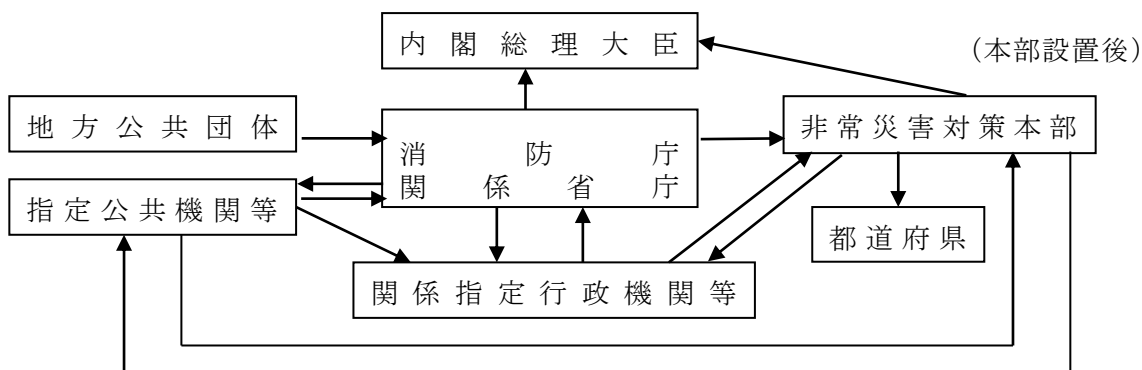 内閣総理大臣
(本部設置後)
地方公共団体
消防庁
関係省庁
非常災害対策本部
指定公共機関等
都道府県
関係指定行政機関等